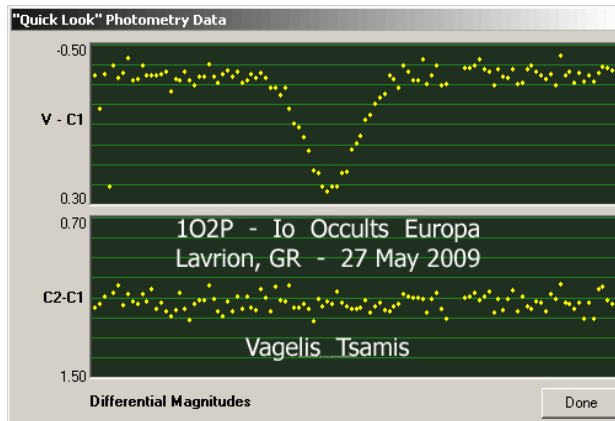 "Quick Look" Photometry Data
-0.50
V - C1
0.30
0.70
1O2P - Io Occults Europa
Lavrion, GR - 27 May 2009
C2-C1
Vagelis Tsamis
1.50
Differential Magnitudes
Done